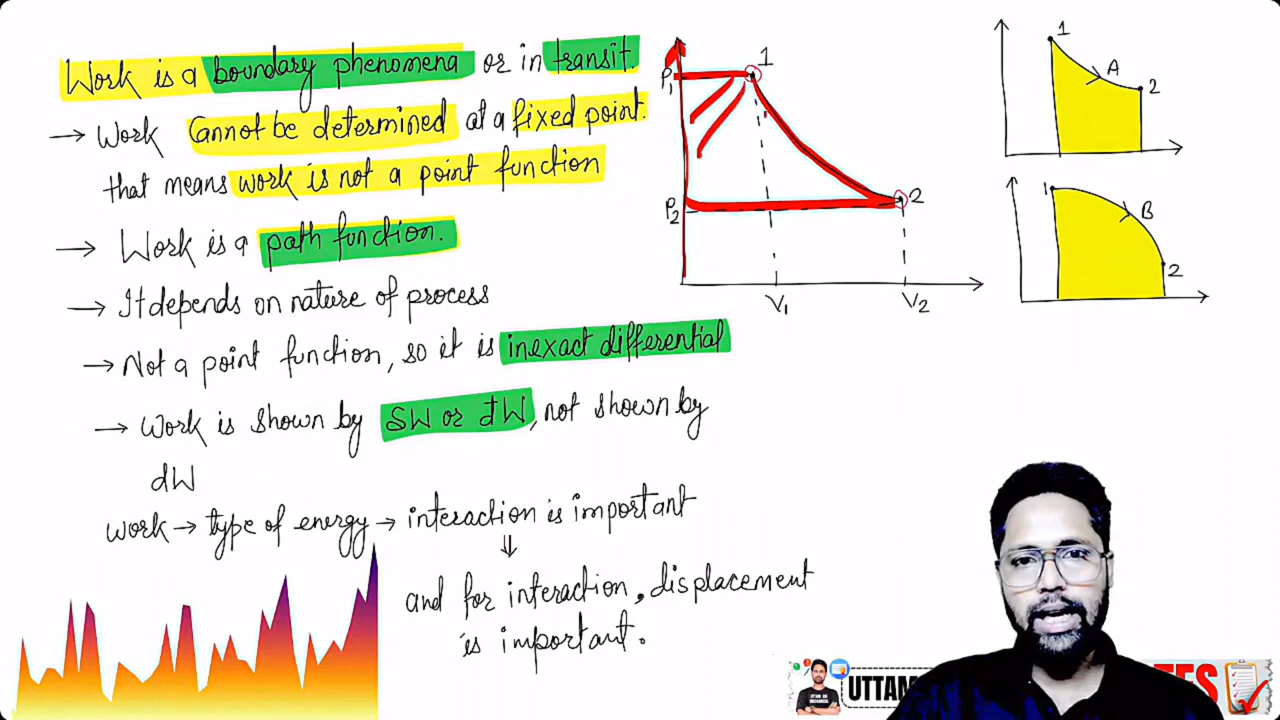 Work is a boundary phenomena or in transit.
→ Work Cannot be determined at a fixed point.
that means work is not a point function
→ Work is a path function.
→ It depends on nature of process
→ Not a point function, so it is inexact differential
→ Work is shown by δW or đW, not shown by
dW
work → type of energy → interaction is important
⇓
and for interaction, displacement
is important.
P1
1
P2
2
V1
V2
1
A
2
1
B
2
UTTAM
TES